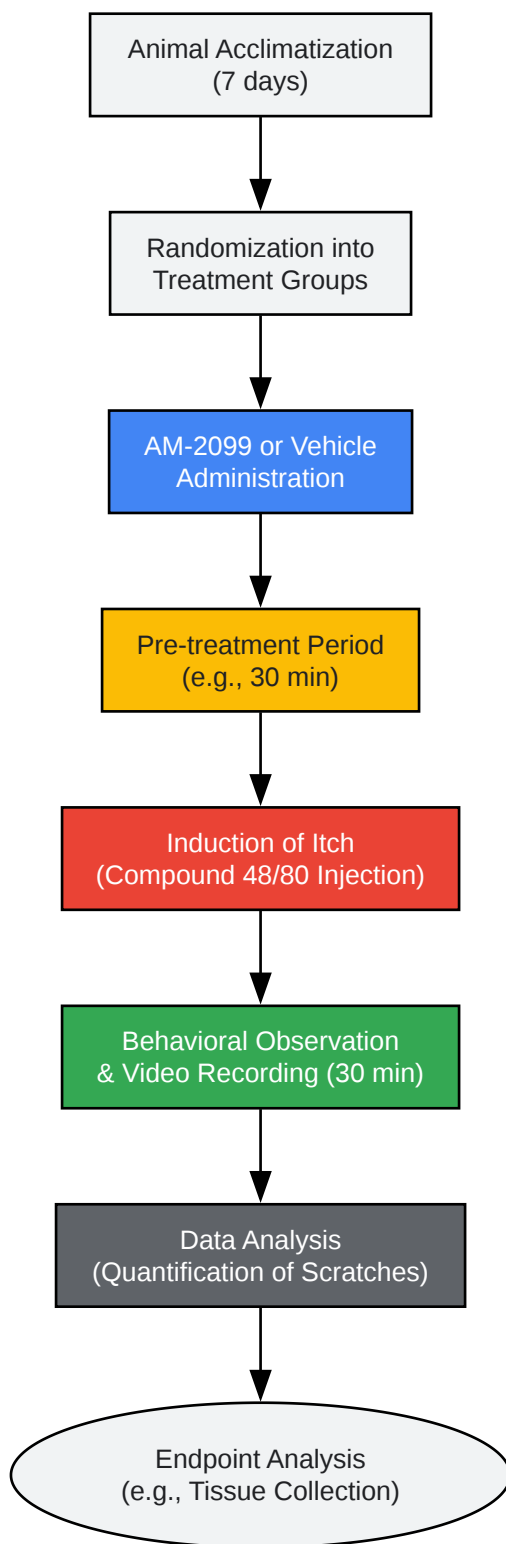 Animal Acclimatization
(7 days)
Randomization into
Treatment Groups
AM-2099 or Vehicle
Administration
Pre-treatment Period
(e.g., 30 min)
Induction of Itch
(Compound 48/80 Injection)
Behavioral Observation
& Video Recording (30 min)
Data Analysis
(Quantification of Scratches)
Endpoint Analysis
(e.g., Tissue Collection)